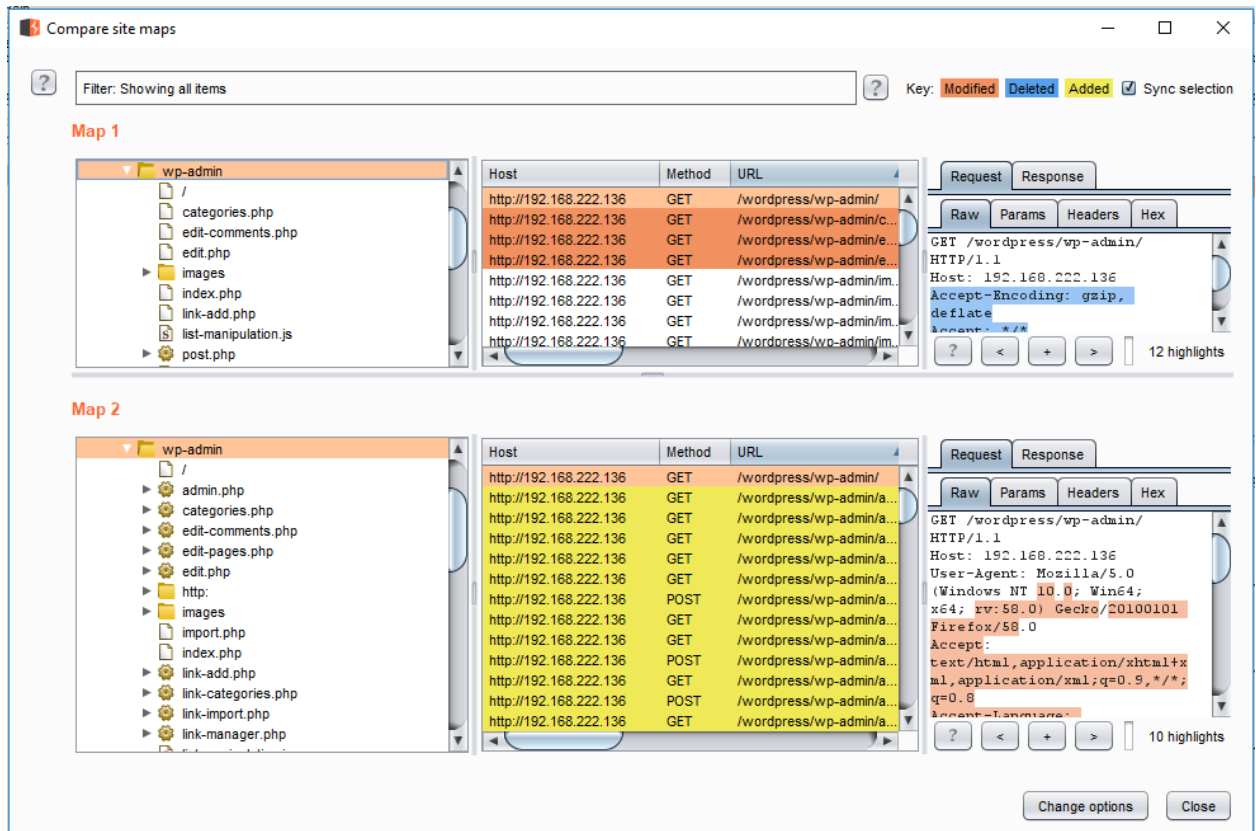 Compare site maps
Filter: Showing all items
Key: Modified Deleted Added Sync selection
Map 1
wp-admin
/
categories.php
edit-comments.php
edit.php
images
index.php
link-add.php
list-manipulation.js
post.php
Host Method URL
http://192.168.222.136 GET /wordpress/wp-admin/
http://192.168.222.136 GET /wordpress/wp-admin/c...
http://192.168.222.136 GET /wordpress/wp-admin/e...
http://192.168.222.136 GET /wordpress/wp-admin/e...
http://192.168.222.136 GET /wordpress/wp-admin/im...
http://192.168.222.136 GET /wordpress/wp-admin/im...
http://192.168.222.136 GET /wordpress/wp-admin/im...
http://192.168.222.136 GET /wordpress/wp-admin/im...
Request Response
Raw Params Headers Hex
GET /wordpress/wp-admin/
HTTP/1.1
Host: 192.168.222.136
Accept-Encoding: gzip,
deflate
Accept: */*
? < + > 12 highlights
Map 2
wp-admin
/
admin.php
categories.php
edit-comments.php
edit-pages.php
edit.php
http:
images
import.php
index.php
link-add.php
link-categories.php
link-import.php
link-manager.php
Host Method URL
http://192.168.222.136 GET /wordpress/wp-admin/
http://192.168.222.136 GET /wordpress/wp-admin/a...
http://192.168.222.136 GET /wordpress/wp-admin/a...
http://192.168.222.136 GET /wordpress/wp-admin/a...
http://192.168.222.136 GET /wordpress/wp-admin/a...
http://192.168.222.136 GET /wordpress/wp-admin/a...
http://192.168.222.136 POST /wordpress/wp-admin/a...
http://192.168.222.136 GET /wordpress/wp-admin/a...
http://192.168.222.136 GET /wordpress/wp-admin/a...
http://192.168.222.136 POST /wordpress/wp-admin/a...
http://192.168.222.136 GET /wordpress/wp-admin/a...
http://192.168.222.136 POST /wordpress/wp-admin/a...
http://192.168.222.136 GET /wordpress/wp-admin/a...
Request Response
Raw Params Headers Hex
GET /wordpress/wp-admin/
HTTP/1.1
Host: 192.168.222.136
User-Agent: Mozilla/5.0
(Windows NT 10.0; Win64;
x64; rv:58.0) Gecko/20100101
Firefox/58.0
Accept:
text/html,application/xhtml+x
ml,application/xml;q=0.9,*/*;
q=0.8
Accept-Language:
? < + > 10 highlights
Change options Close